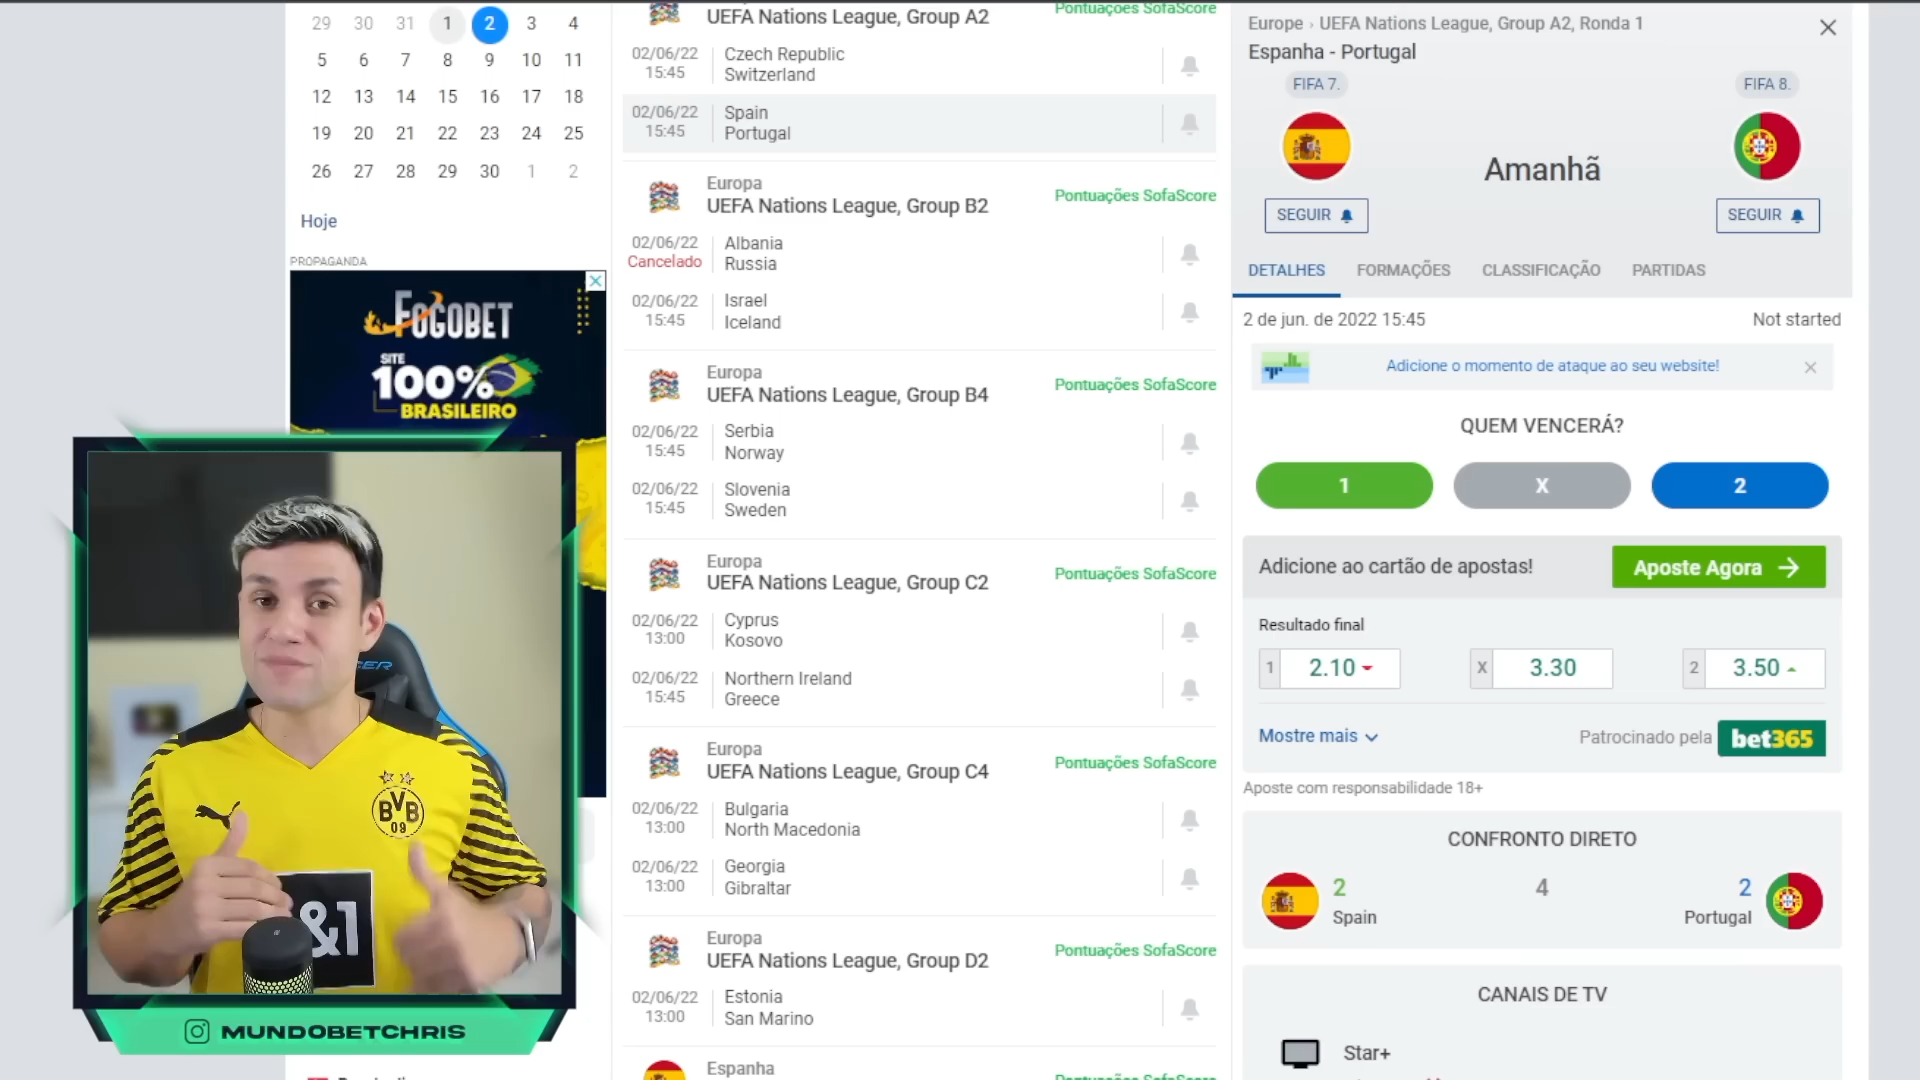 29 30 31 1 2 3 4
5 6 7 8 9 10 11
12 13 14 15 16 17 18
19 20 21 22 23 24 25
26 27 28 29 30 1 2
Hoje
PROPAGANDA
FOGOBET
SITE
100%
BRASILEIRO
CER
BVB
09
&1
MUNDOBETCHRIS
UEFA Nations League, Group A2
Pontuações SofaScore
02/06/22 Czech Republic
15:45 Switzerland
02/06/22 Spain
15:45 Portugal
Europa
UEFA Nations League, Group B2
Pontuações SofaScore
02/06/22 Albania
Cancelado Russia
02/06/22 Israel
15:45 Iceland
Europa
UEFA Nations League, Group B4
Pontuações SofaScore
02/06/22 Serbia
15:45 Norway
02/06/22 Slovenia
15:45 Sweden
Europa
UEFA Nations League, Group C2
Pontuações SofaScore
02/06/22 Cyprus
13:00 Kosovo
02/06/22 Northern Ireland
15:45 Greece
Europa
UEFA Nations League, Group C4
Pontuações SofaScore
02/06/22 Bulgaria
13:00 North Macedonia
02/06/22 Georgia
13:00 Gibraltar
Europa
UEFA Nations League, Group D2
Pontuações SofaScore
02/06/22 Estonia
13:00 San Marino
Espanha
Europe › UEFA Nations League, Group A2, Ronda 1
Espanha - Portugal
FIFA 7. FIFA 8.
Amanhã
SEGUIR SEGUIR
DETALHES FORMAÇÕES CLASSIFICAÇÃO PARTIDAS
2 de jun. de 2022 15:45 Not started
Adicione o momento de ataque ao seu website!
QUEM VENCERÁ?
1 X 2
Adicione ao cartão de apostas! Aposte Agora
Resultado final
1 2.10 X 3.30 2 3.50
Mostre mais Patrocinado pela bet365
Aposte com responsabilidade 18+
CONFRONTO DIRETO
2 4 2
Spain Portugal
CANAIS DE TV
Star+